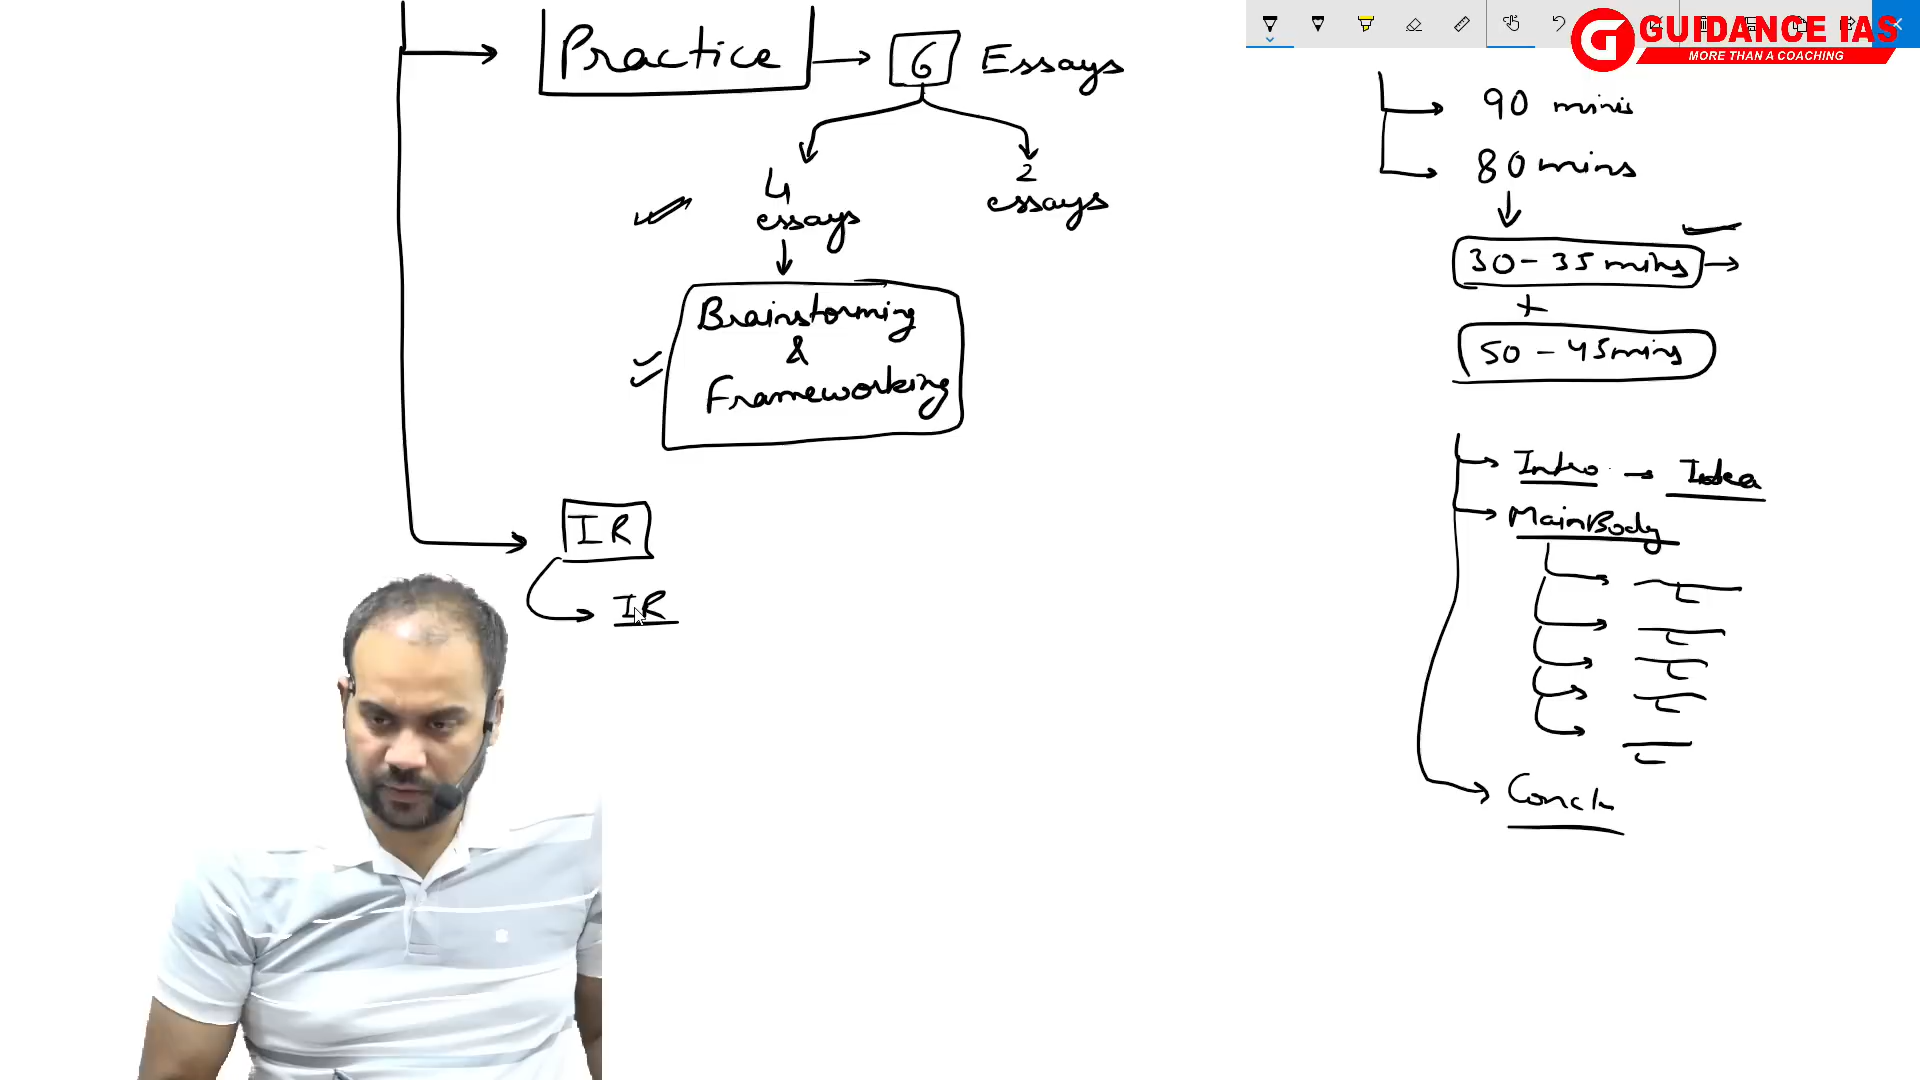 Practice → 6 Essays
4 essays
2 essays
Brainstorming
&
Frameworking
IR
IR
GUIDANCE IAS
MORE THAN A COACHING
90 mins
80 mins
30 - 35 mins
+
50 - 45 mins
Intro → Idea
MainBody
Conclu